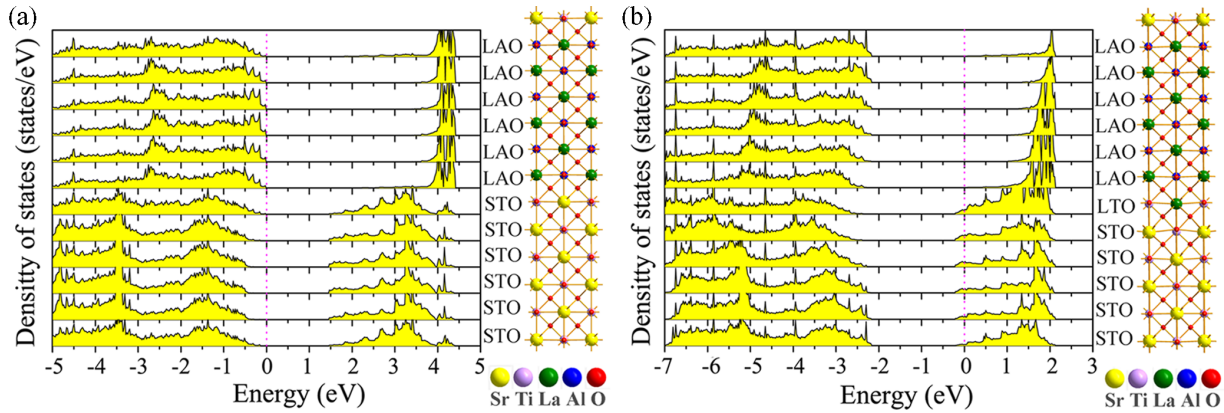 (a)
Densitty of states (states/eV)
LAO
LAO
LAO
LAO
LAO
LAO
STO
STO
STO
STO
STO
STO
-5 -4 -3 -2 -1 0 1 2 3 4 5
Energy (eV)
Sr Ti La Al O
(b)
Densitty of states (states/eV)
LAO
LAO
LAO
LAO
LAO
LAO
LTO
STO
STO
STO
STO
STO
-7 -6 -5 -4 -3 -2 -1 0 1 2 3
Energy (eV)
Sr Ti La Al O